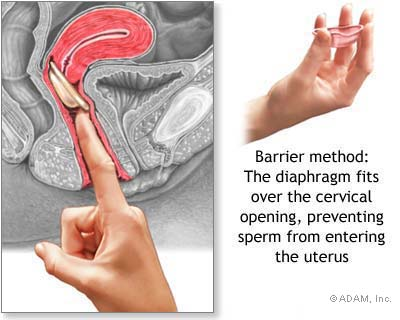 Barrier method:
The diaphragm fits
over the cervical
opening, preventing
sperm from entering
the uterus
©ADAM, Inc.